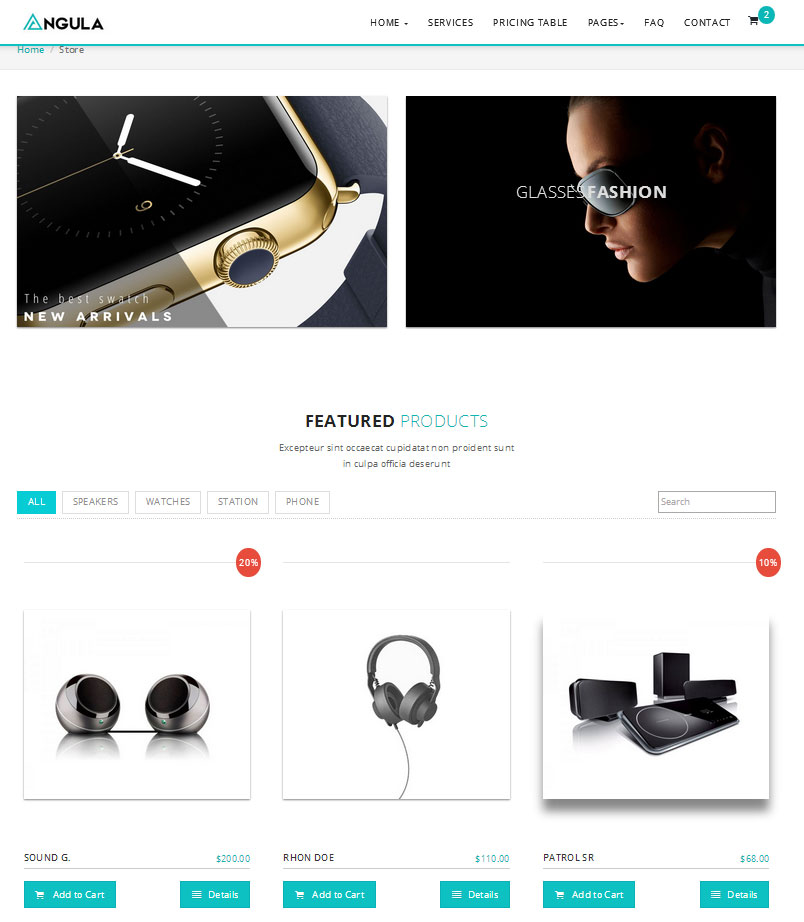 ANGULA
HOME SERVICES PRICING TABLE PAGES FAQ CONTACT 2
Home / Store
The best swatch
NEW ARRIVALS
GLASSES FASHION
FEATURED PRODUCTS
Excepteur sint occaecat cupidatat non proident sunt
in culpa officia deserunt
ALL SPEAKERS WATCHES STATION PHONE Search
20% 10%
SOUND G. $200.00 RHON DOE $110.00 PATROL SR $68.00
Add to Cart Details Add to Cart Details Add to Cart Details